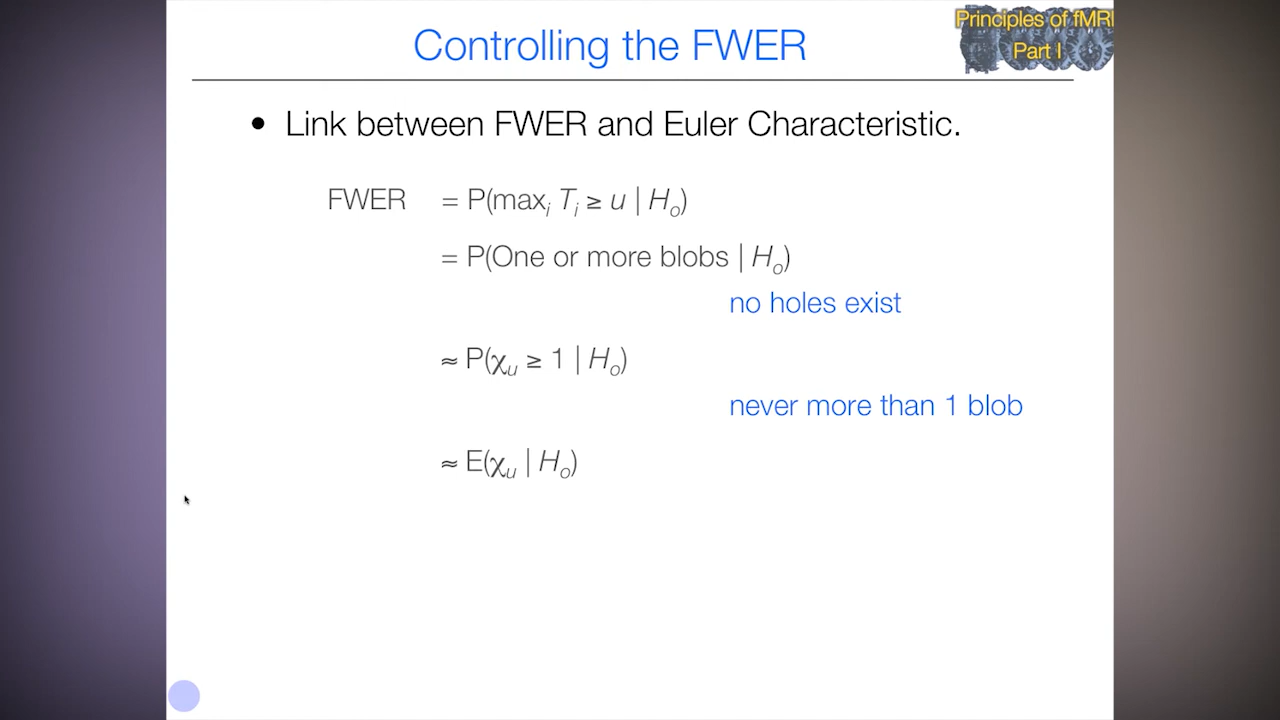 Principles of fMRI
Part I
Controlling the FWER
• Link between FWER and Euler Characteristic.
FWER = P(maxᵢ Tᵢ ≥ u | Hₒ)
= P(One or more blobs | Hₒ)
no holes exist
≈ P(χᵤ ≥ 1 | Hₒ)
never more than 1 blob
≈ E(χᵤ | Hₒ)